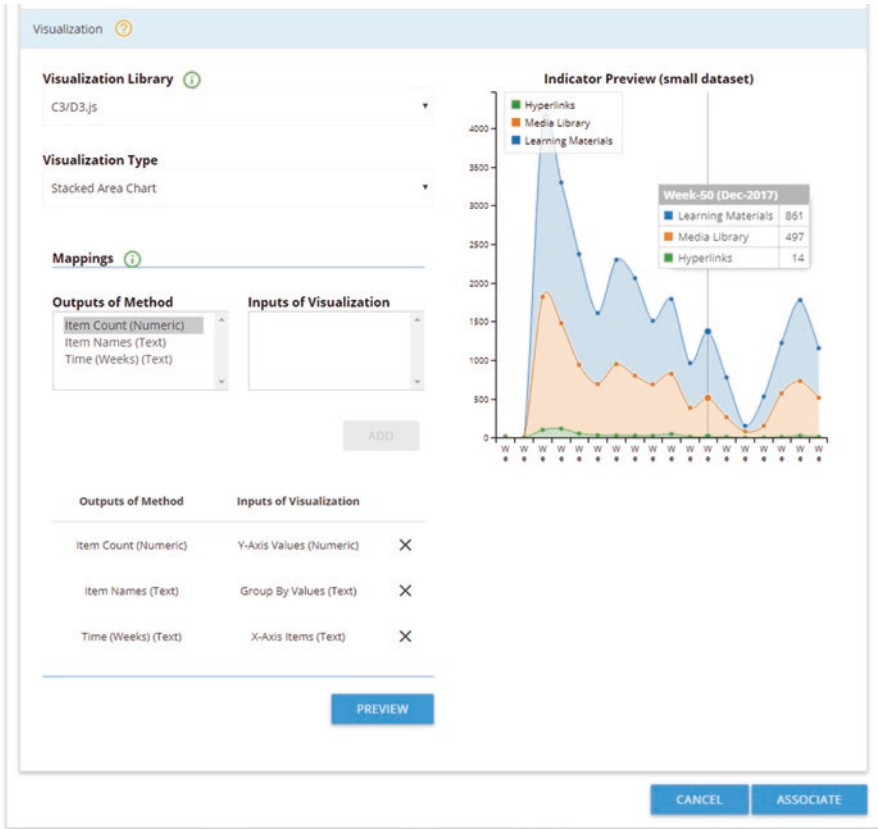 Visualization ?
Visualization Library i
C3/D3.js
Visualization Type
Stacked Area Chart
Mappings i
Outputs of Method Inputs of Visualization
Item Count (Numeric)
Item Names (Text)
Time (Weeks) (Text)
ADD
Outputs of Method Inputs of Visualization
Item Count (Numeric) Y-Axis Values (Numeric)
Item Names (Text) Group By Values (Text)
Time (Weeks) (Text) X-Axis Items (Text)
PREVIEW
Indicator Preview (small dataset)
Hyperlinks
Media Library
Learning Materials
4000
3500
3000
2500
2000
1500
1000
500
0
Week-50 (Dec-2017)
Learning Materials 861
Media Library 497
Hyperlinks 14
W W W W W W W W W W W W W W W W W W
e e e e e e e e e e e e e e e e e e
CANCEL ASSOCIATE